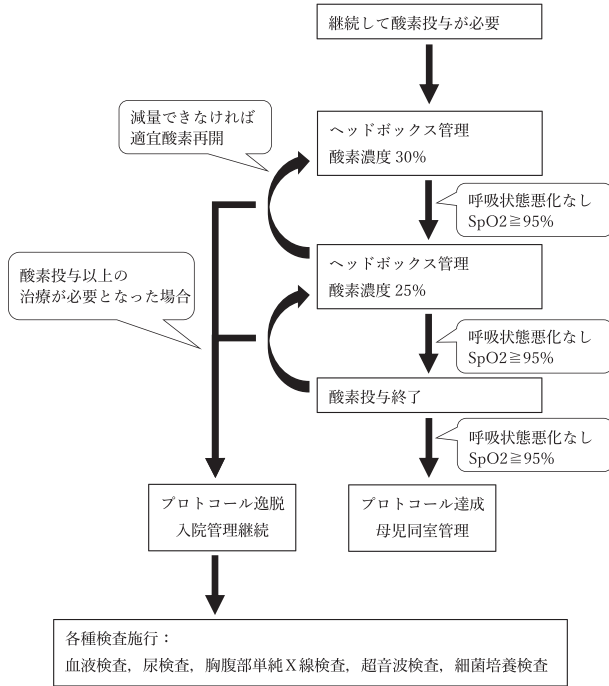 継続して酸素投与が必要
減量できなければ
適宜酸素再開
ヘッドボックス管理
酸素濃度 30%
呼吸状態悪化なし
SpO2≧95%
酸素投与以上の
治療が必要となった場合
ヘッドボックス管理
酸素濃度 25%
呼吸状態悪化なし
SpO2≧95%
酸素投与終了
呼吸状態悪化なし
SpO2≧95%
プロトコール逸脱
入院管理継続
プロトコール達成
母児同室管理
各種検査施行：
血液検査，尿検査，胸腹部単純X線検査，超音波検査，細菌培養検査